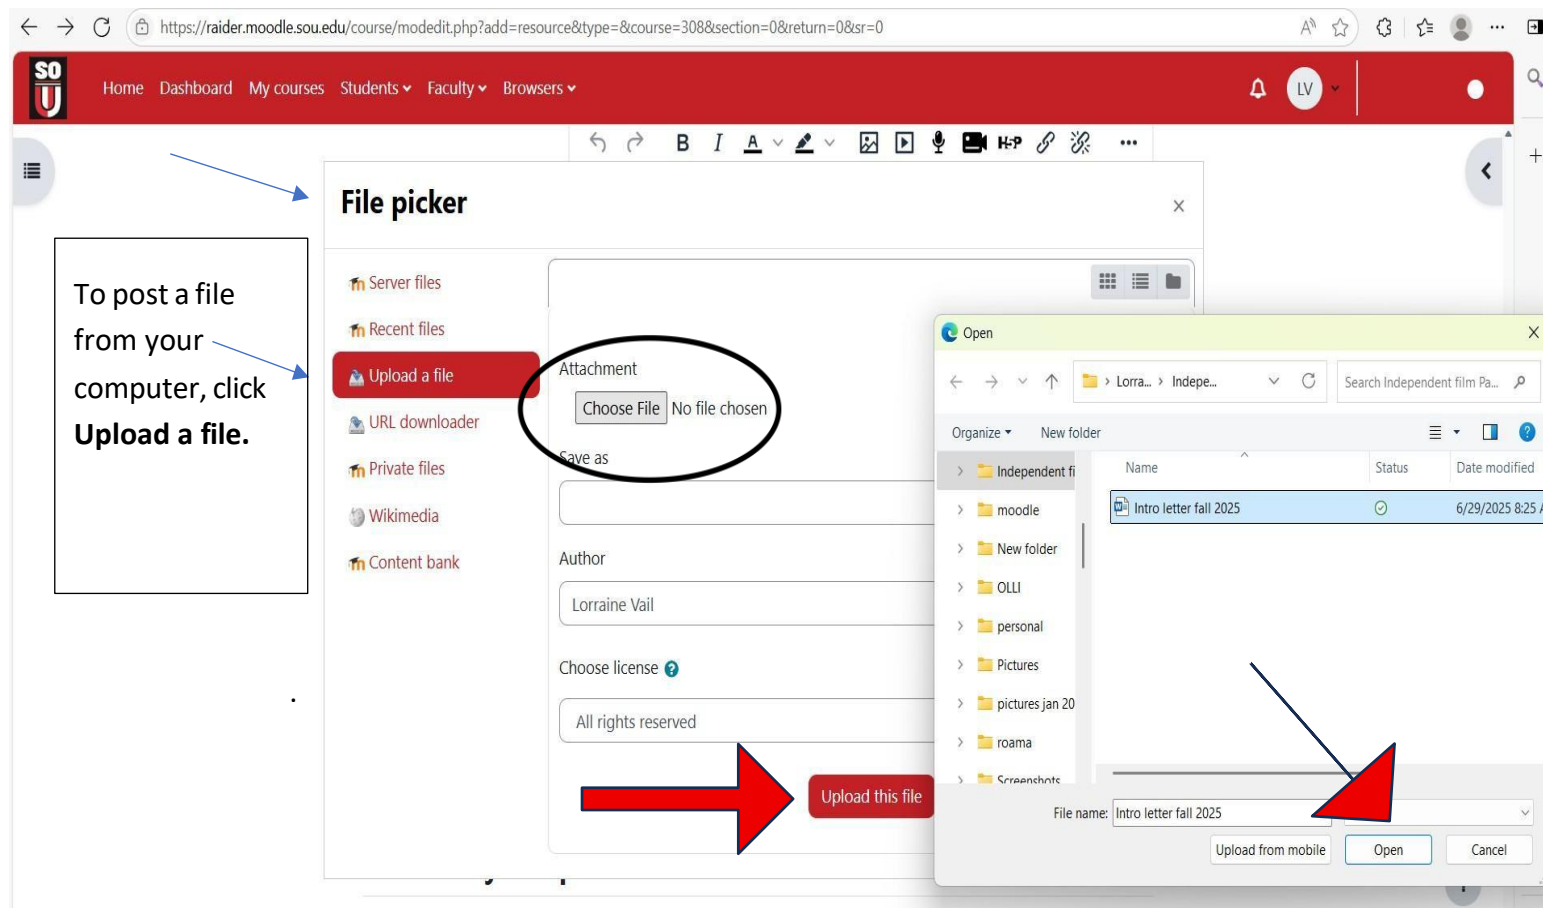 https://raider.moodle.sou.edu/course/modedit.php?add=resource&type=&course=308&section=0&return=0&sr=0
SO
U
Home Dashboard My courses Students Faculty Browsers
LV
B I A H5P
File picker
To post a file
from your
computer, click
Upload a file.
.
Server files
Recent files
Upload a file
URL downloader
Private files
Wikimedia
Content bank
Attachment
Choose File No file chosen
Save as
Author
Lorraine Vail
Choose license
All rights reserved
Upload this file
Open
Lorra... > Indepe...
Search Independent film Pa...
Organize New folder
Name Status Date modified
Independent fi
moodle
New folder
OLLI
personal
Pictures
pictures jan 20
roama
Screenshots
Intro letter fall 2025 6/29/2025 8:25 A
File name: Intro letter fall 2025
Upload from mobile Open Cancel